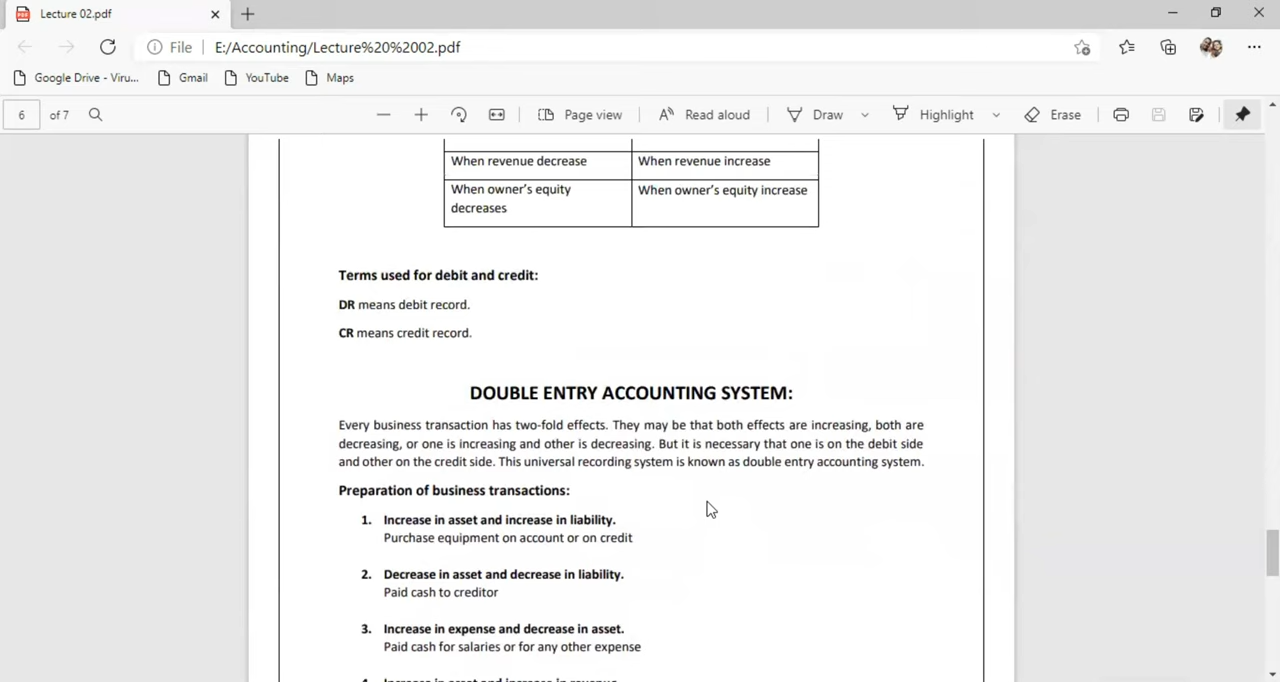 Lecture 02.pdf
File
E:/Accounting/Lecture%20%2002.pdf
Google Drive - Viru...
Gmail
YouTube
Maps
6
of 7
Page view
Read aloud
Draw
Highlight
Erase
When revenue decrease
When revenue increase
When owner's equity
decreases
When owner's equity increase
Terms used for debit and credit:
DR means debit record.
CR means credit record.
DOUBLE ENTRY ACCOUNTING SYSTEM:
Every business transaction has two-fold effects. They may be that both effects are increasing, both are
decreasing, or one is increasing and other is decreasing. But it is necessary that one is on the debit side
and other on the credit side. This universal recording system is known as double entry accounting system.
Preparation of business transactions:
1. Increase in asset and increase in liability.
Purchase equipment on account or on credit
2. Decrease in asset and decrease in liability.
Paid cash to creditor
3. Increase in expense and decrease in asset.
Paid cash for salaries or for any other expense